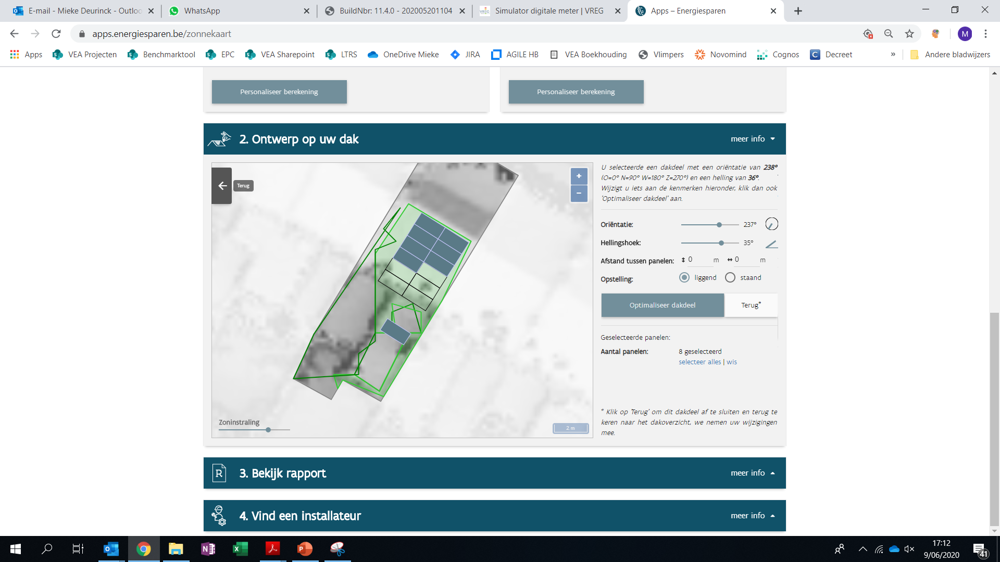 E-mail - Mieke Deurinck - Outloo
WhatsApp
BuildNbr: 11.4.0 - 202005201104
VREG
Simulator digitale meter | VREG
Apps – Energiesparen
apps.energiesparen.be/zonnekaart
M
Apps
VEA Projecten
Benchmarktool
EPC
VEA Sharepoint
LTRS
OneDrive Mieke
JIRA
AGILE HB
VEA Boekhouding
Vlimpers
Novomind
Cognos
Decreet
»
Andere bladwijzers
Personaliseer berekening
Personaliseer berekening
2. Ontwerp op uw dak
meer info
Terug
+
−
Zoninstraling
2 m
U selecteerde een dakdeel met een oriëntatie van 238°
(O=0° N=90° W=180° Z=270°) en een helling van 36°.
Wijzigt u iets aan de kenmerken hieronder, klik dan ook
'Optimaliseer dakdeel' aan.
Oriëntatie: 237°
Hellingshoek: 35°
Afstand tussen panelen: 0 m 0 m
Opstelling: liggend staand
Optimaliseer dakdeel
Terug*
Geselecteerde panelen:
Aantal panelen: 8 geselecteerd
selecteer alles | wis
* Klik op 'Terug' om dit dakdeel af te sluiten en terug te
keren naar het dakoverzicht, we nemen uw wijzigingen
mee.
R
3. Bekijk rapport
meer info
4. Vind een installateur
meer info
17:12
9/06/2020
41